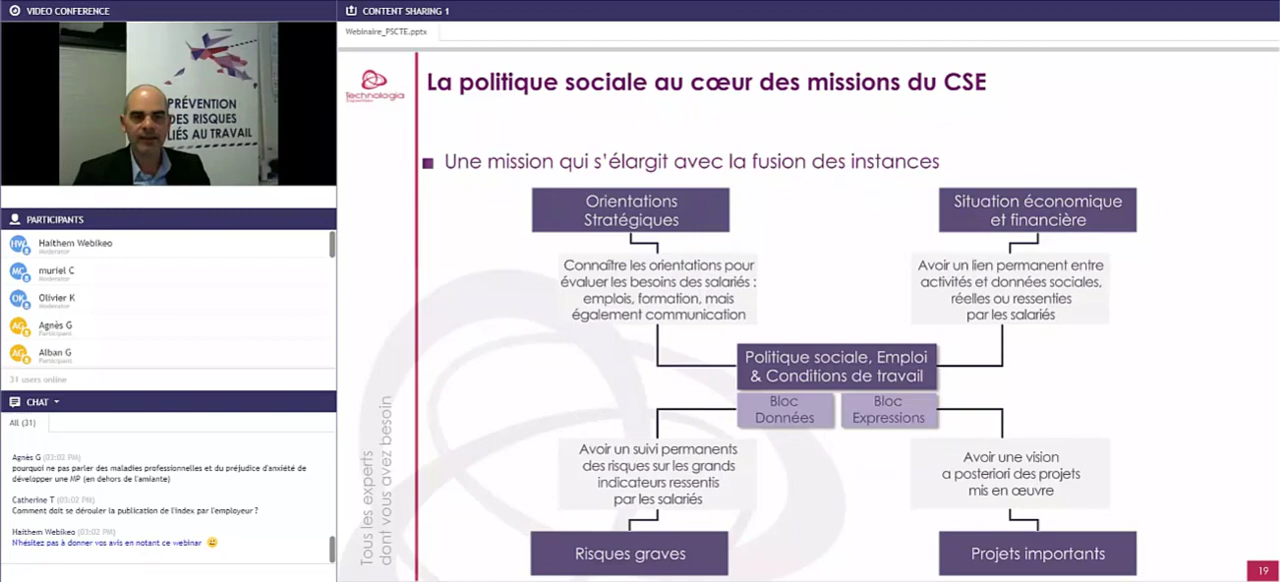 VIDEO CONFERENCE
PRÉVENTION
DES RISQUES
LIÉS AU TRAVAIL
PARTICIPANTS
HW
Haithem Webikeo
Moderator
MC
muriel C
Moderator
OK
Olivier K
Moderator
AG
Agnès G
Participant
AG
Alban G
Participant
31 users online
CHAT
All (31)
Agnès G (03:02 PM)
pourquoi ne pas parler des maladies professionnelles et du préjudice d'anxiété de
développer une MP (en dehors de l'amiante)
Catherine T (03:02 PM)
Comment doit se dérouler la publication de l'index par l'employeur ?
Haithem Webikeo (03:02 PM)
N'hésitez pas à donner vos avis en notant ce webinar
CONTENT SHARING 1
Webinaire_PSCTE.pptx
Technologia
La politique sociale au cœur des missions du CSE
Une mission qui s'élargit avec la fusion des instances
Orientations
Stratégiques
Connaître les orientations pour
évaluer les besoins des salariés :
emplois, formation, mais
également communication
Situation économique
et financière
Avoir un lien permanent entre
activités et données sociales,
réelles ou ressenties
par les salariés
Politique sociale, Emploi
& Conditions de travail
Bloc
Données
Bloc
Expressions
Avoir un suivi permanents
des risques sur les grands
indicateurs ressentis
par les salariés
Risques graves
Avoir une vision
a posteriori des projets
mis en œuvre
Projets importants
Tous les experts
dont vous avez besoin
19